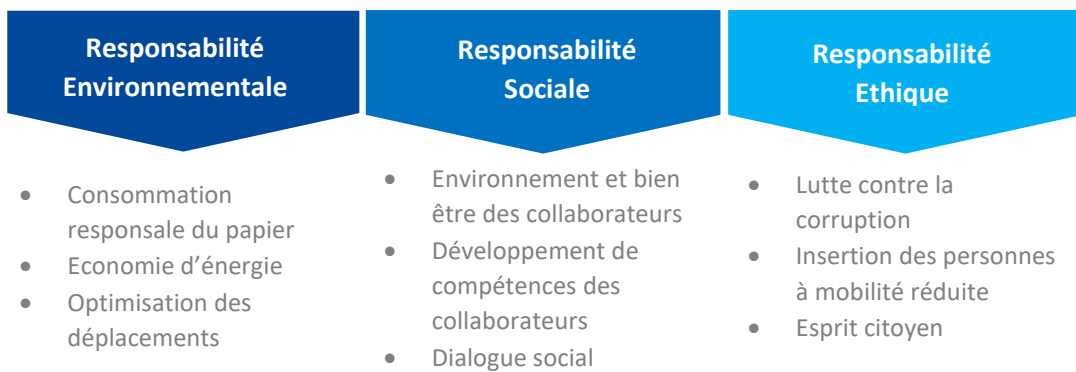 Responsabilité
Environnementale
• Consommation
responsale du papier
• Economie d’énergie
• Optimisation des
déplacements
Responsabilité
Sociale
• Environnement et bien
être des collaborateurs
• Développement de
compétences des
collaborateurs
• Dialogue social
Responsabilité
Ethique
• Lutte contre la
corruption
• Insertion des personnes
à mobilité réduite
• Esprit citoyen